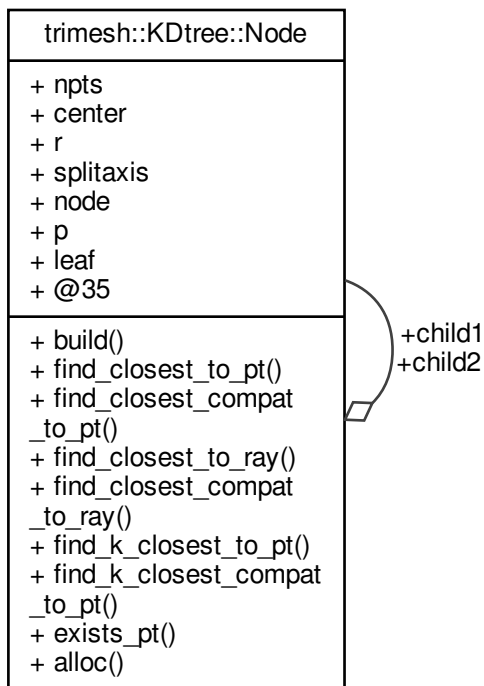 trimesh::KDtree::Node
+ npts
+ center
+ r
+ splitaxis
+ node
+ p
+ leaf
+ @35
+ build()
+ find_closest_to_pt()
+ find_closest_compat
_to_pt()
+ find_closest_to_ray()
+ find_closest_compat
_to_ray()
+ find_k_closest_to_pt()
+ find_k_closest_compat
_to_pt()
+ exists_pt()
+ alloc()
+child1
+child2